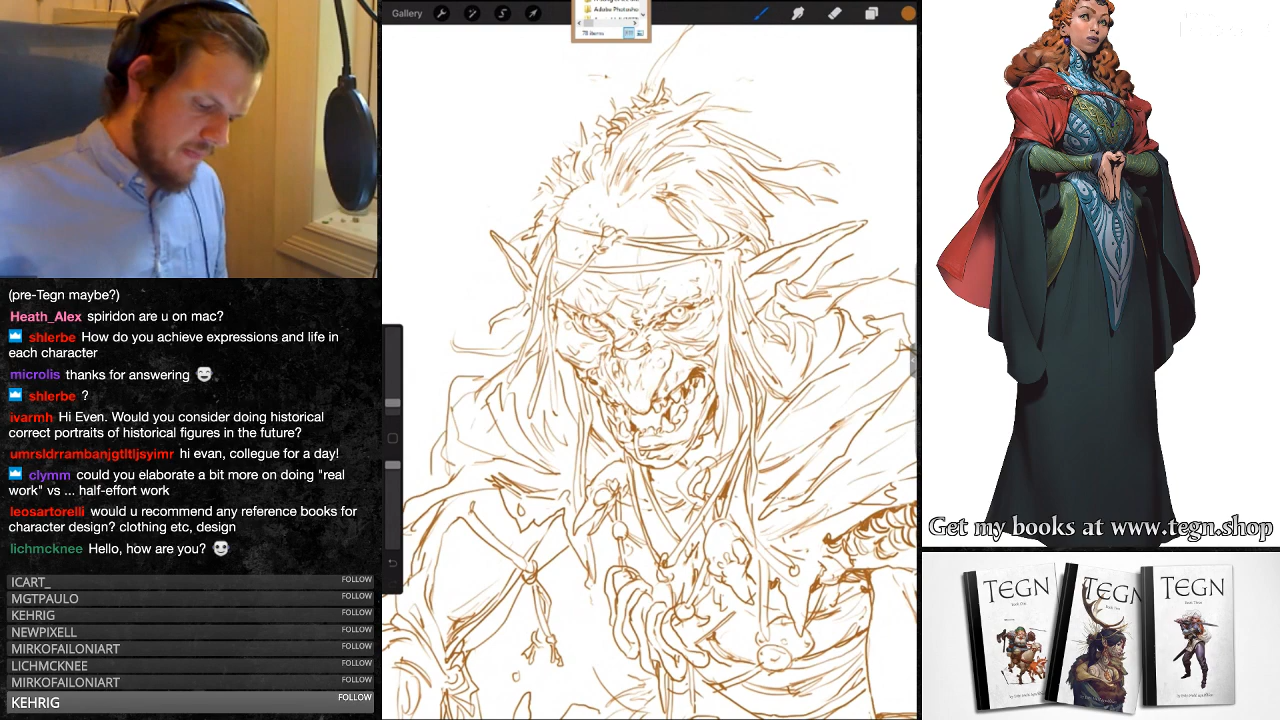 Gallery
Adobe Photosho
78 items
(pre-Tegn maybe?)
Heath_Alex spiridon are u on mac?
shlerbe How do you achieve expressions and life in
each character
microlis thanks for answering
shlerbe ?
ivarmh Hi Even. Would you consider doing historical
correct portraits of historical figures in the future?
umrsldrrambanjgtltljsyimr hi evan, collegue for a day!
clymm could you elaborate a bit more on doing "real
work" vs ... half-effort work
leosartorelli would you recommend any reference books for
character design? clothing etc, design
lichmcknee Hello, how are you?
ICART_ FOLLOW
MGTPAULO FOLLOW
KEHRIG FOLLOW
NEWPIXELL FOLLOW
MIRKOFAILONIART FOLLOW
LICHMCKNEE FOLLOW
MIRKOFAILONIART FOLLOW
KEHRIG FOLLOW
Get my books at www.tegn.shop
TEGN
TEGN
TEGN